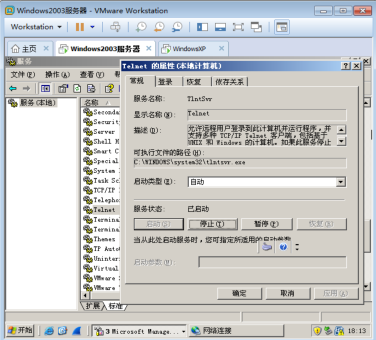 Windows2003服务器 - VMware Workstation
Workstation
主页
Windows2003服务器
WindowsXP
服务
文件(F) 操作(A) 查看(V)
服务(本地)
名称
Seconda
Securit
Server
Shell H
Smart C
Special
System
Task Sc
TCP/IP
Telepho
Telnet
Termina
Termina
Themes
Uninter
Virtual
VMware
VMware
扩展 标准
Telnet 的属性(本地计算机)
常规 登录 恢复 依存关系
服务名称: TlntSvr
显示名称(N): Telnet
描述(D): 允许远程用户登录到此计算机并运行程序，并
支持多种 TCP/IP Telnet 客户端，包括基于
UNIX 和 Windows 的计算机。如果此服务停止
可执行文件的路径(H):
C:\WINDOWS\system32\tlntsvr.exe
启动类型(E): 自动
服务状态: 已启动
启动(S) 停止(T) 暂停(P) 恢复(R)
当从此处启动服务时，您可指定所适用的启动参数
启动参数(M):
确定 取消 应用(A)
开始
3 Microsoft Manage...
网络连接
18:13